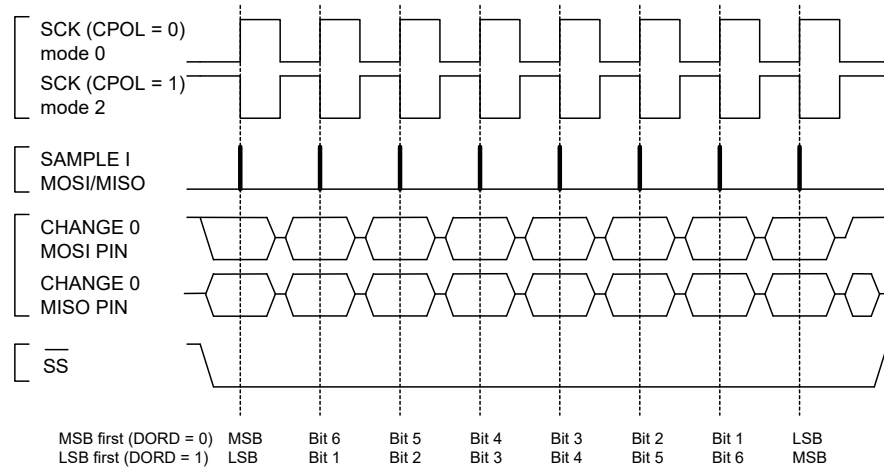 SCK (CPOL = 0)
mode 0
SCK (CPOL = 1)
mode 2
SAMPLE I
MOSI/MISO
CHANGE 0
MOSI PIN
CHANGE 0
MISO PIN
SS
MSB first (DORD = 0) MSB Bit 6 Bit 5 Bit 4 Bit 3 Bit 2 Bit 1 LSB
LSB first (DORD = 1) LSB Bit 1 Bit 2 Bit 3 Bit 4 Bit 5 Bit 6 MSB